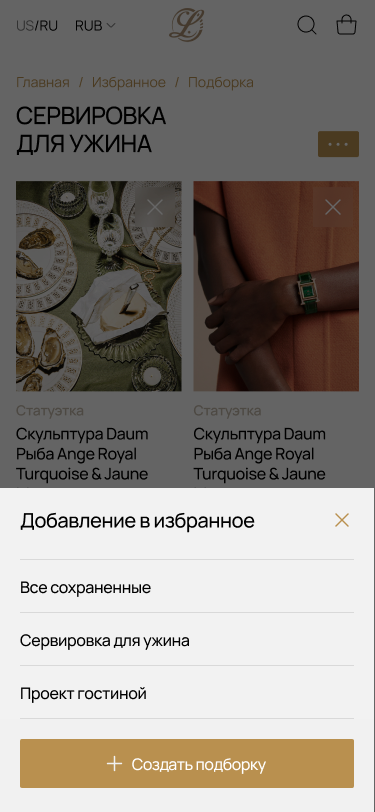 US/RU RUB
L
Главная / Избранное / Подборка
СЕРВИРОВКА
ДЛЯ УЖИНА
Статуэтка
Скульптура Daum
Рыба Ange Royal
Turquoise & Jaune
Статуэтка
Скульптура Daum
Рыба Ange Royal
Turquoise & Jaune
Добавление в избранное
Все сохраненные
Сервировка для ужина
Проект гостиной
Создать подборку